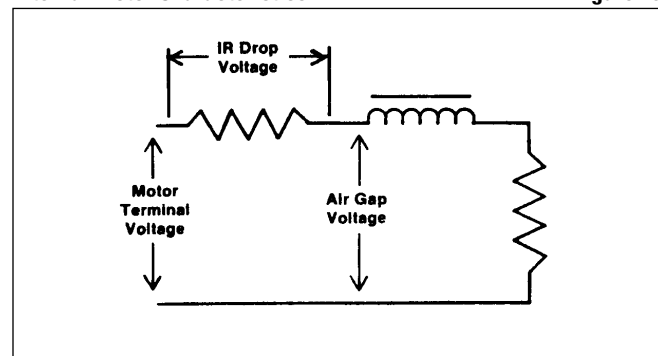 IR Drop
Voltage
Motor
Terminal
Voltage
Air Gap
Voltage